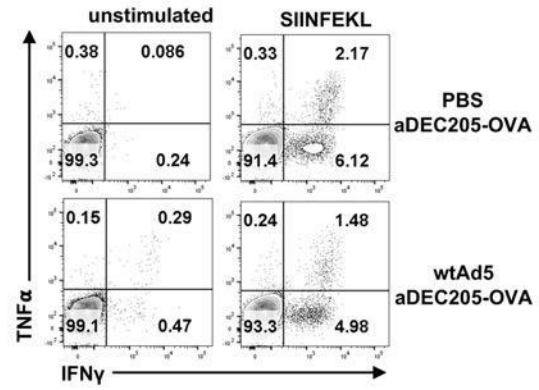 unstimulated SIINFEKL
0.38 0.086 0.33 2.17
99.3 0.24 91.4 6.12
PBS
aDEC205-OVA
0.15 0.29 0.24 1.48
99.1 0.47 93.3 4.98
wtAd5
aDEC205-OVA
TNFα
IFNγ